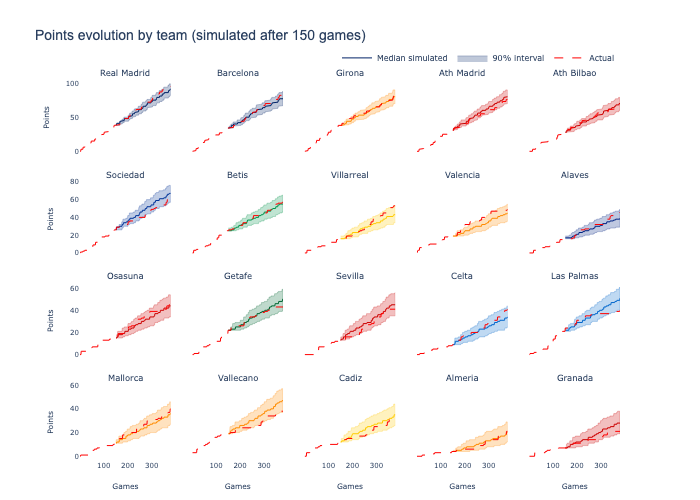 Points evolution by team (simulated after 150 games)
Median simulated 90% interval Actual
Real Madrid Barcelona Girona Ath Madrid Ath Bilbao
100
50
0
Points
Sociedad Betis Villarreal Valencia Alaves
80
60
40
20
0
Points
Osasuna Getafe Sevilla Celta Las Palmas
60
40
20
0
Points
Mallorca Vallecano Cadiz Almeria Granada
60
40
20
0
Points
100 200 300 100 200 300 100 200 300 100 200 300 100 200 300
Games Games Games Games Games